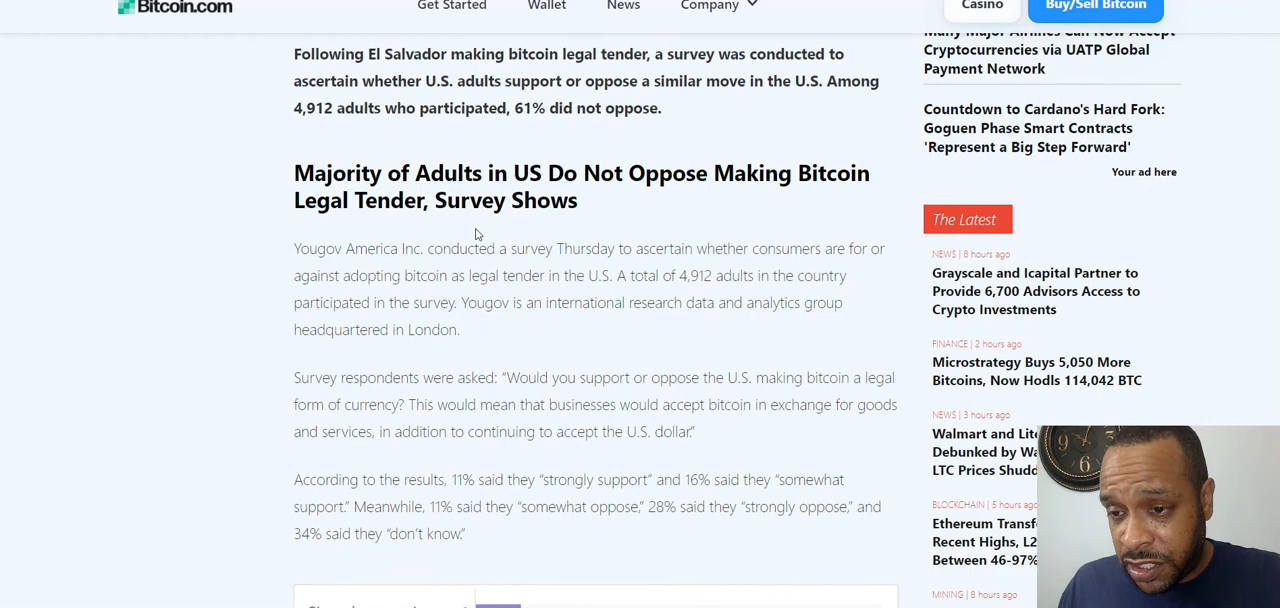 Bitcoin.com
Get Started
Wallet
News
Company
Casino
Buy/Sell Bitcoin
Following El Salvador making bitcoin legal tender, a survey was conducted to
ascertain whether U.S. adults support or oppose a similar move in the U.S. Among
4,912 adults who participated, 61% did not oppose.
Majority of Adults in US Do Not Oppose Making Bitcoin
Legal Tender, Survey Shows
Yougov America Inc. conducted a survey Thursday to ascertain whether consumers are for or
against adopting bitcoin as legal tender in the U.S. A total of 4,912 adults in the country
participated in the survey. Yougov is an international research data and analytics group
headquartered in London.
Survey respondents were asked: “Would you support or oppose the U.S. making bitcoin a legal
form of currency? This would mean that businesses would accept bitcoin in exchange for goods
and services, in addition to continuing to accept the U.S. dollar.”
According to the results, 11% said they “strongly support” and 16% said they “somewhat
support.” Meanwhile, 11% said they “somewhat oppose,” 28% said they “strongly oppose,” and
34% said they “don’t know.”
Many Major Airlines Can Now Accept
Cryptocurrencies via UATP Global
Payment Network
Countdown to Cardano's Hard Fork:
Goguen Phase Smart Contracts
'Represent a Big Step Forward'
Your ad here
The Latest
NEWS | 8 hours ago
Grayscale and Icapital Partner to
Provide 6,700 Advisors Access to
Crypto Investments
FINANCE | 2 hours ago
Microstrategy Buys 5,050 More
Bitcoins, Now Hodls 114,042 BTC
NEWS | 3 hours ago
Walmart and
Debunked by
LTC Prices
BLOCKCHAIN | 5 hours ago
Ethereum
Recent Highs,
Between 46-97%
MINING | 8 hours ago